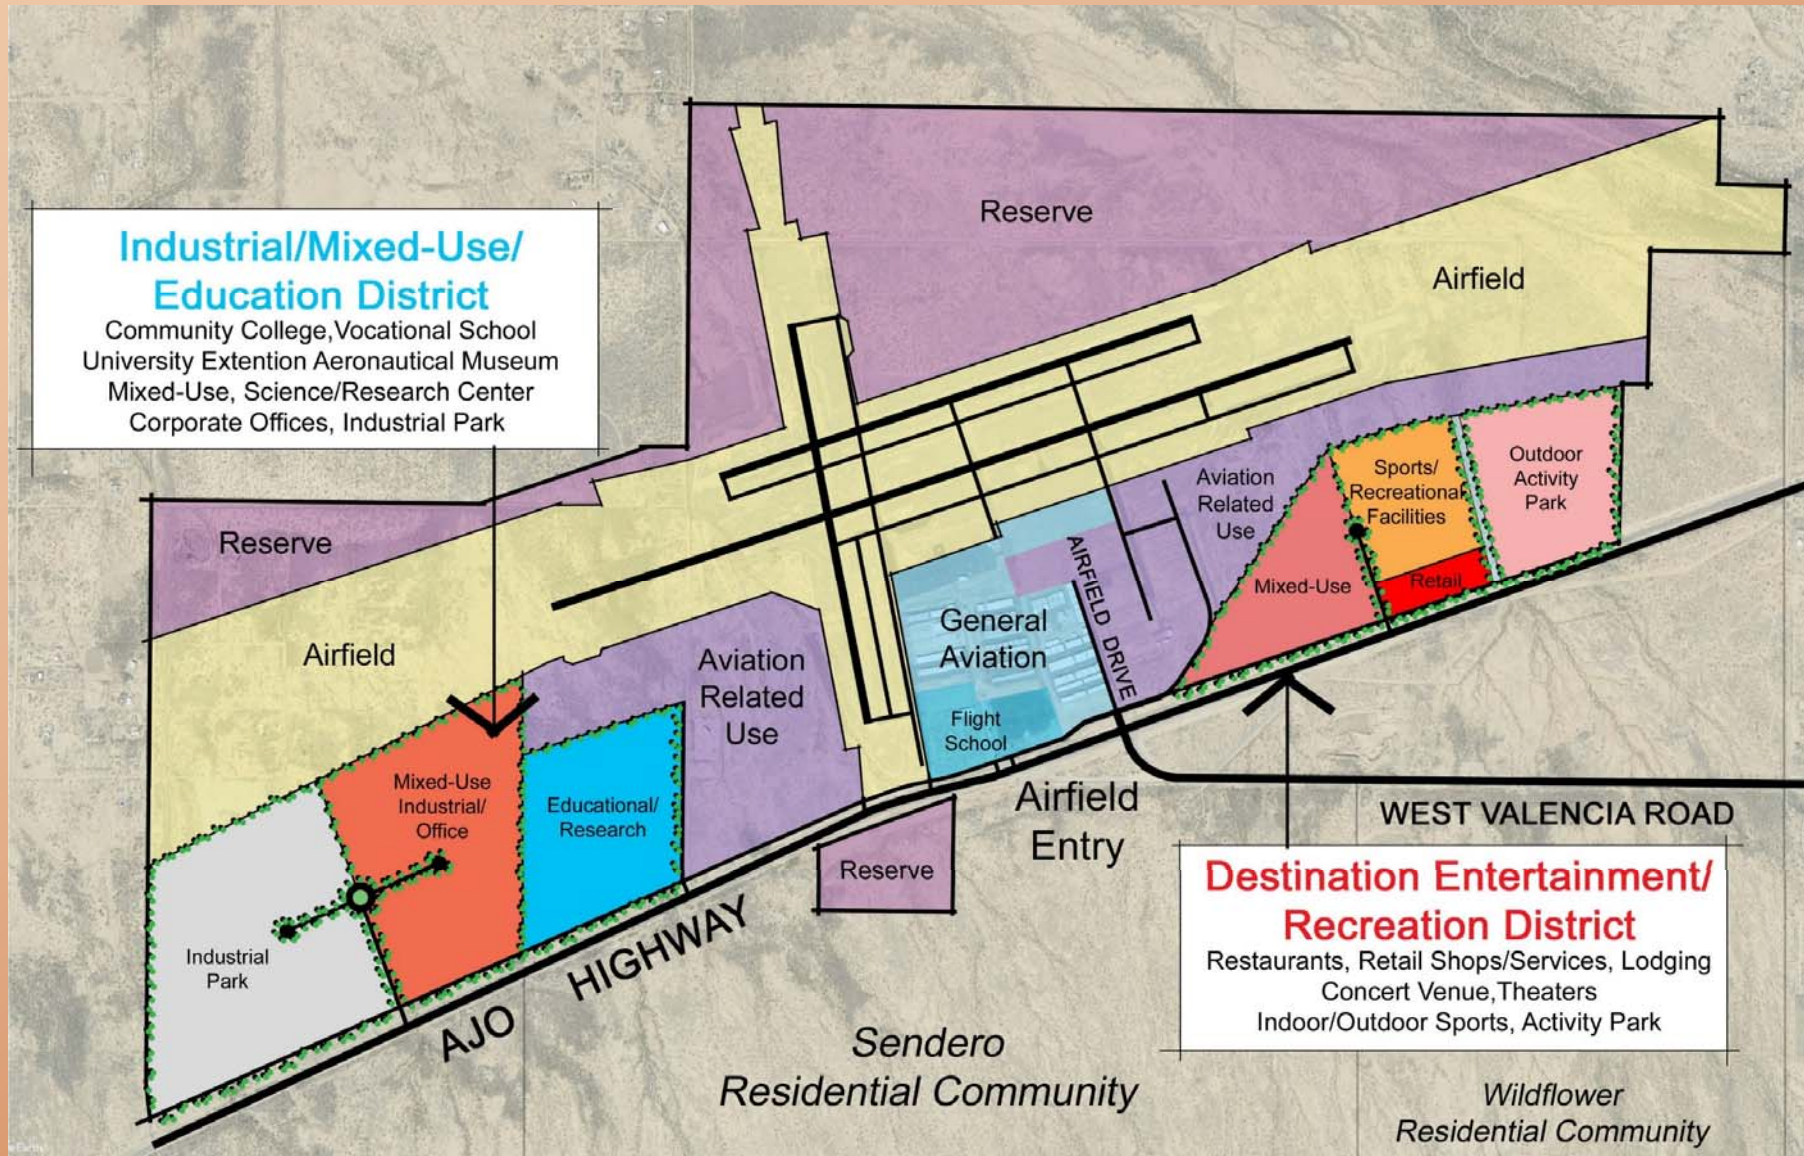 Reserve
Airfield
Industrial/Mixed-Use/
Education District
Community College,Vocational School
University Extention Aeronautical Museum
Mixed-Use, Science/Research Center
Corporate Offices, Industrial Park
Reserve
Airfield
Aviation
Related
Use
Sports/
Recreational
Facilities
Outdoor
Activity
Park
Mixed-Use
Retail
General
Aviation
AIRFIELD DRIVE
Flight
School
Aviation
Related
Use
Mixed-Use
Industrial/
Office
Educational/
Research
Industrial
Park
Airfield
Entry
Reserve
WEST VALENCIA ROAD
AJO HIGHWAY
Destination Entertainment/
Recreation District
Restaurants, Retail Shops/Services, Lodging
Concert Venue,Theaters
Indoor/Outdoor Sports, Activity Park
Sendero
Residential Community
Wildflower
Residential Community